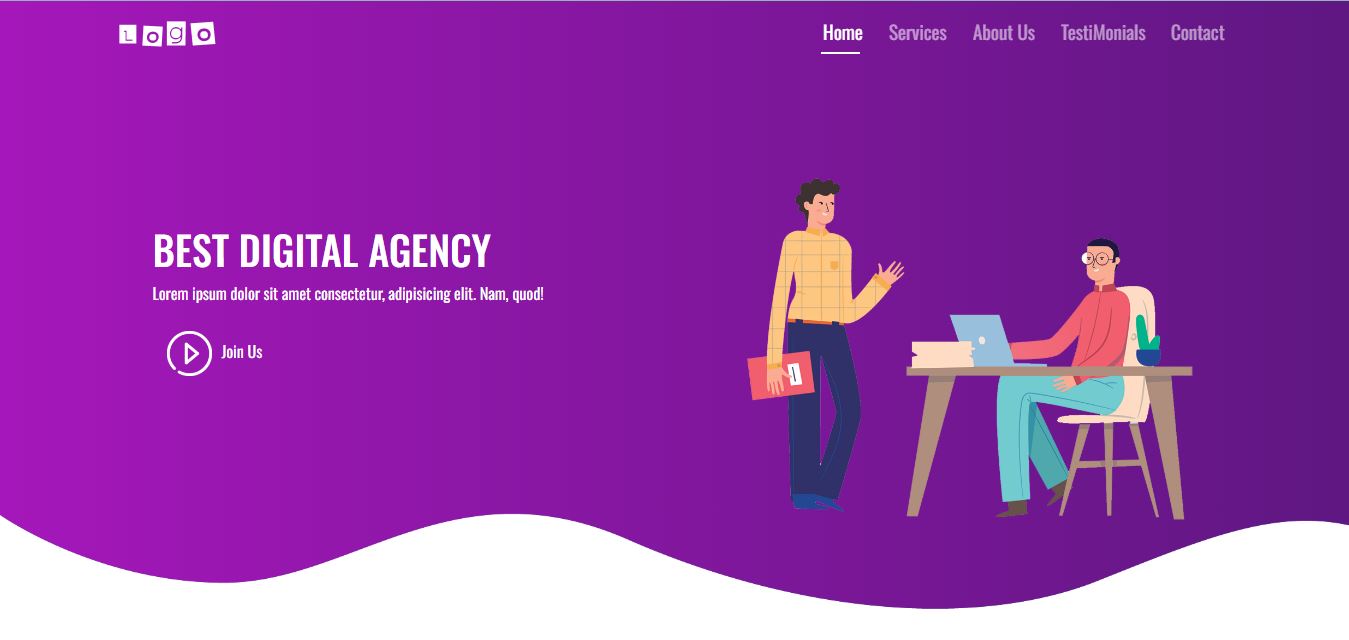 LOgO
Home Services About Us TestiMonials Contact
BEST DIGITAL AGENCY
Lorem ipsum dolor sit amet consectetur, adipisicing elit. Nam, quod!
Join Us